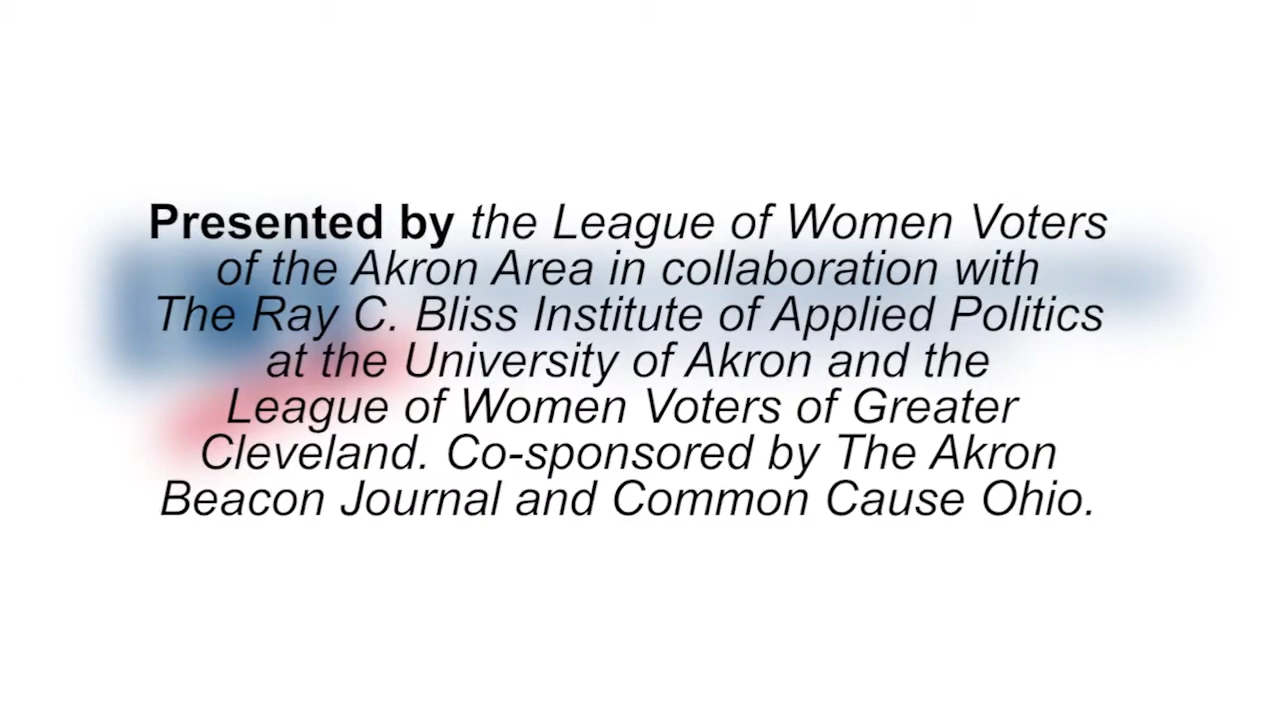 Presented by the League of Women Voters
of the Akron Area in collaboration with
The Ray C. Bliss Institute of Applied Politics
at the University of Akron and the
League of Women Voters of Greater
Cleveland. Co-sponsored by The Akron
Beacon Journal and Common Cause Ohio.